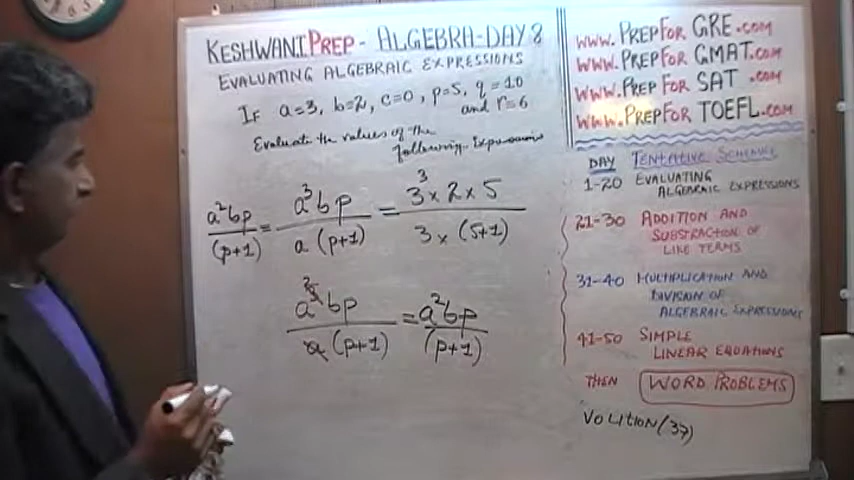 KESHWANI PREP - ALGEBRA-DAY 8
EVALUATING ALGEBRAIC EXPRESSIONS
IF a=3, b=2, c=0, p=5, q=10
and r=6
Evaluate the values of the
following Expressions
a²bp/(p+1) = a³bp/a(p+1) = 3³×2×5/3×(5+1)
a³bp/a(p+1) = a²bp/(p+1)
www.PREPFOR GRE.COM
www.PREPFOR GMAT.COM
www.PREPFOR SAT.COM
www.PREPFOR TOEFL.COM
DAY TENTATIVE SCHEDULE
1-20 EVALUATING
ALGEBRAIC EXPRESSIONS
21-30 ADDITION AND
SUBSTRACTION OF
LIKE TERMS
31-40 MULTIPLICATION AND
DIVISION OF
ALGEBRAIC EXPRESSIONS
41-50 SIMPLE
LINEAR EQUATIONS
THEN WORD PROBLEMS
VOLITION(37)